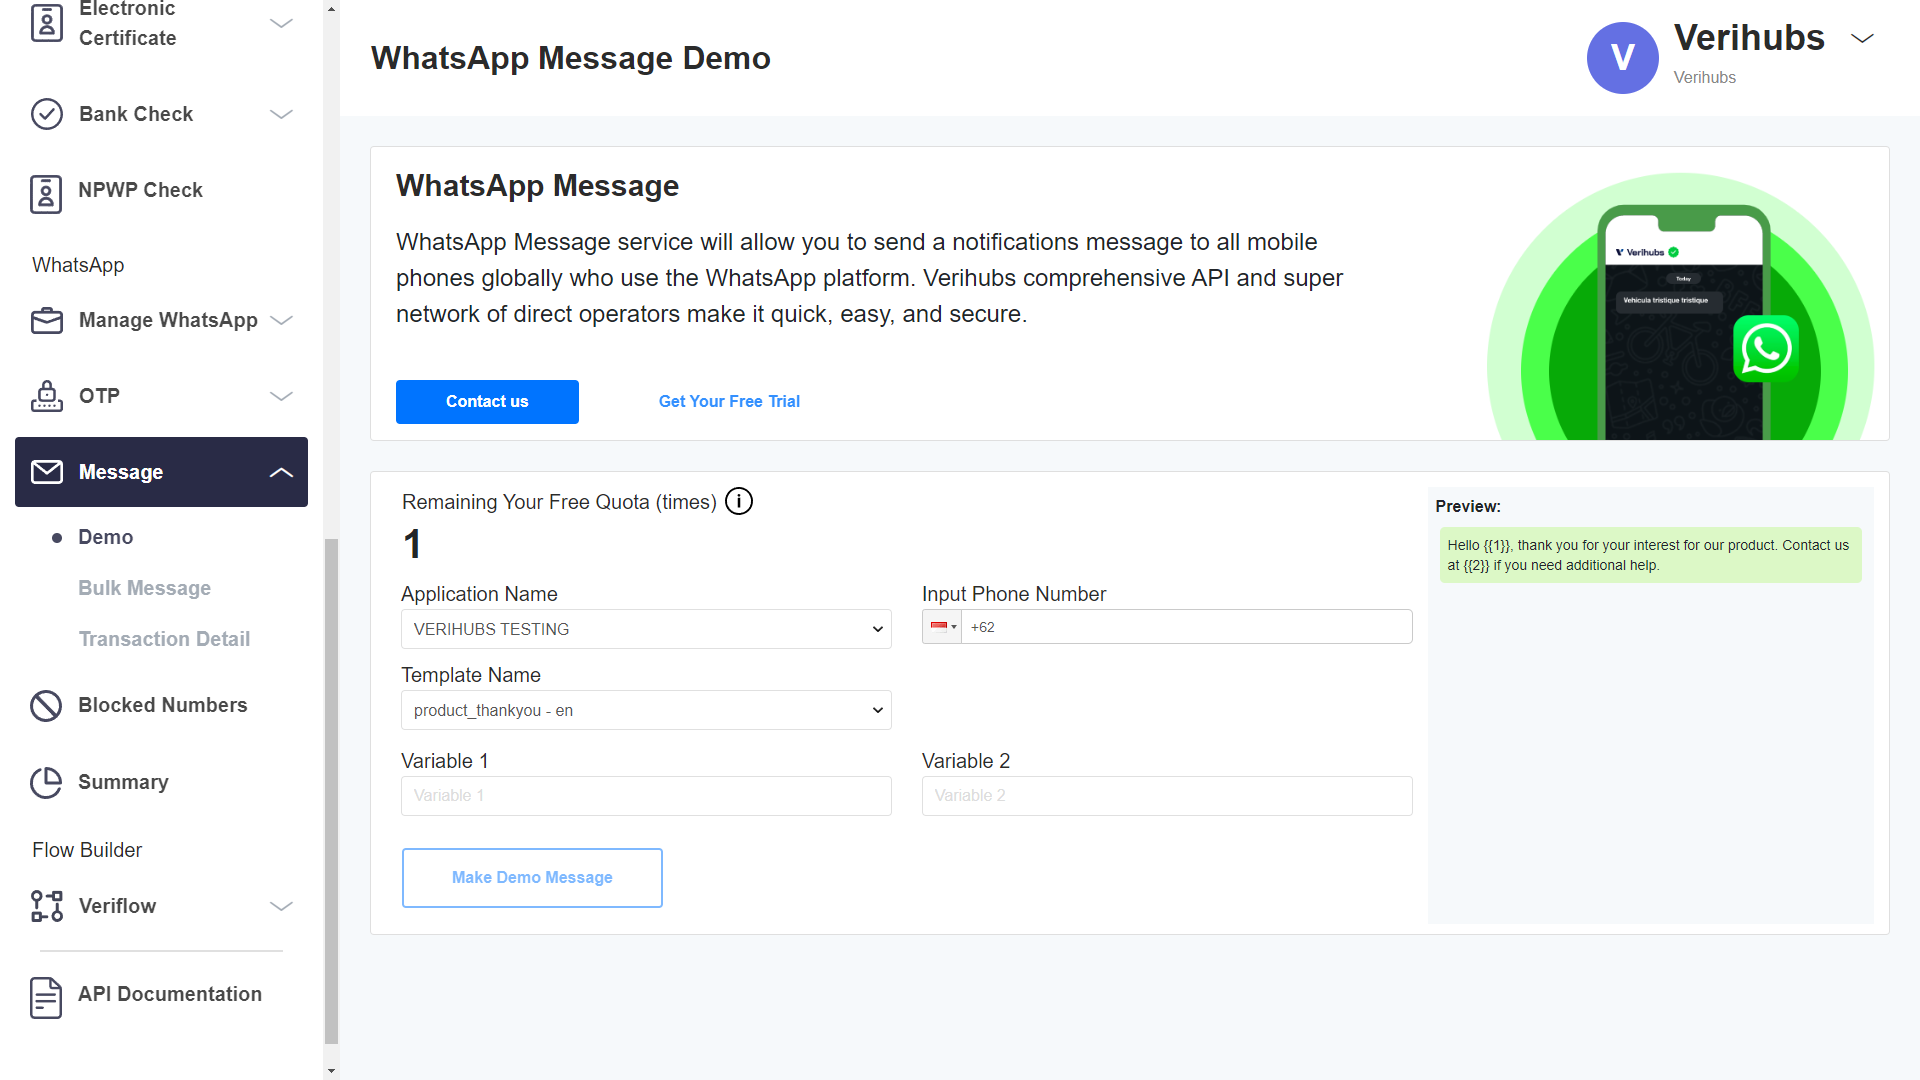 Electronic
Certificate
Bank Check
NPWP Check
WhatsApp
Manage WhatsApp
OTP
Message
Demo
Bulk Message
Transaction Detail
Blocked Numbers
Summary
Flow Builder
Veriflow
API Documentation
WhatsApp Message Demo
V
Verihubs
Verihubs
WhatsApp Message
WhatsApp Message service will allow you to send a notifications message to all mobile
phones globally who use the WhatsApp platform. Verihubs comprehensive API and super
network of direct operators make it quick, easy, and secure.
Contact us
Get Your Free Trial
Verihubs
Today
Vehicula tristique tristique
Remaining Your Free Quota (times)
1
Application Name
VERIHUBS TESTING
Input Phone Number
+62
Template Name
product_thankyou - en
Variable 1
Variable 1
Variable 2
Variable 2
Make Demo Message
Preview:
Hello {{1}}, thank you for your interest for our product. Contact us
at {{2}} if you need additional help.